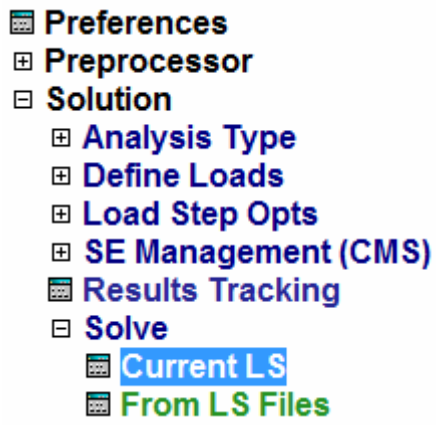 Preferences
Preprocessor
Solution
Analysis Type
Define Loads
Load Step Opts
SE Management (CMS)
Results Tracking
Solve
Current LS
From LS Files